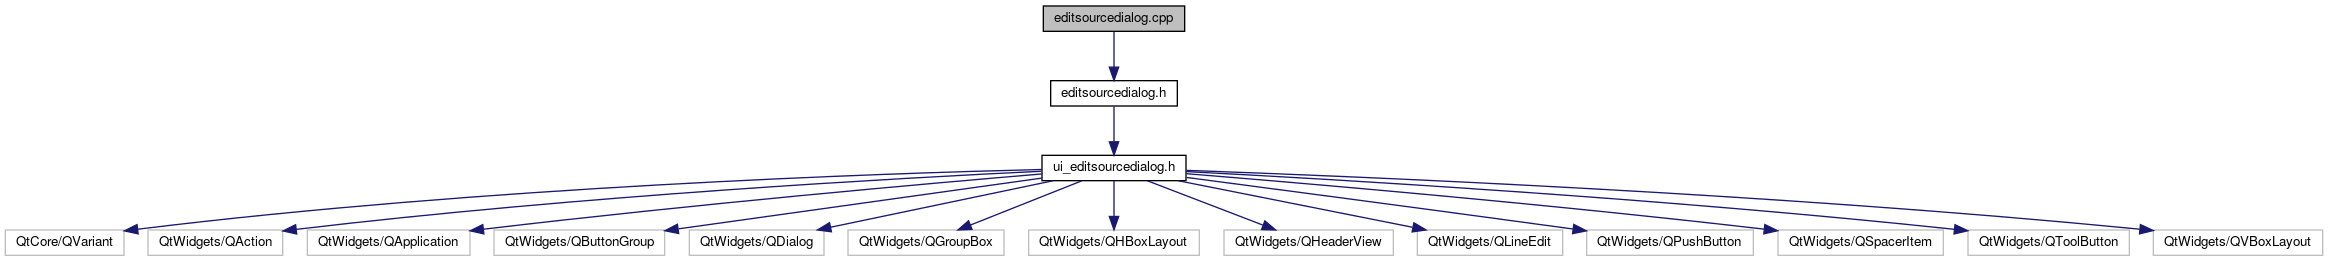 editsourcedialog.cpp
editsourcedialog.h
ui_editsourcedialog.h
QtCore/QVariant
QtWidgets/QAction
QtWidgets/QApplication
QtWidgets/QButtonGroup
QtWidgets/QDialog
QtWidgets/QGroupBox
QtWidgets/QHBoxLayout
QtWidgets/QHeaderView
QtWidgets/QLineEdit
QtWidgets/QPushButton
QtWidgets/QSpacerItem
QtWidgets/QToolButton
QtWidgets/QVBoxLayout